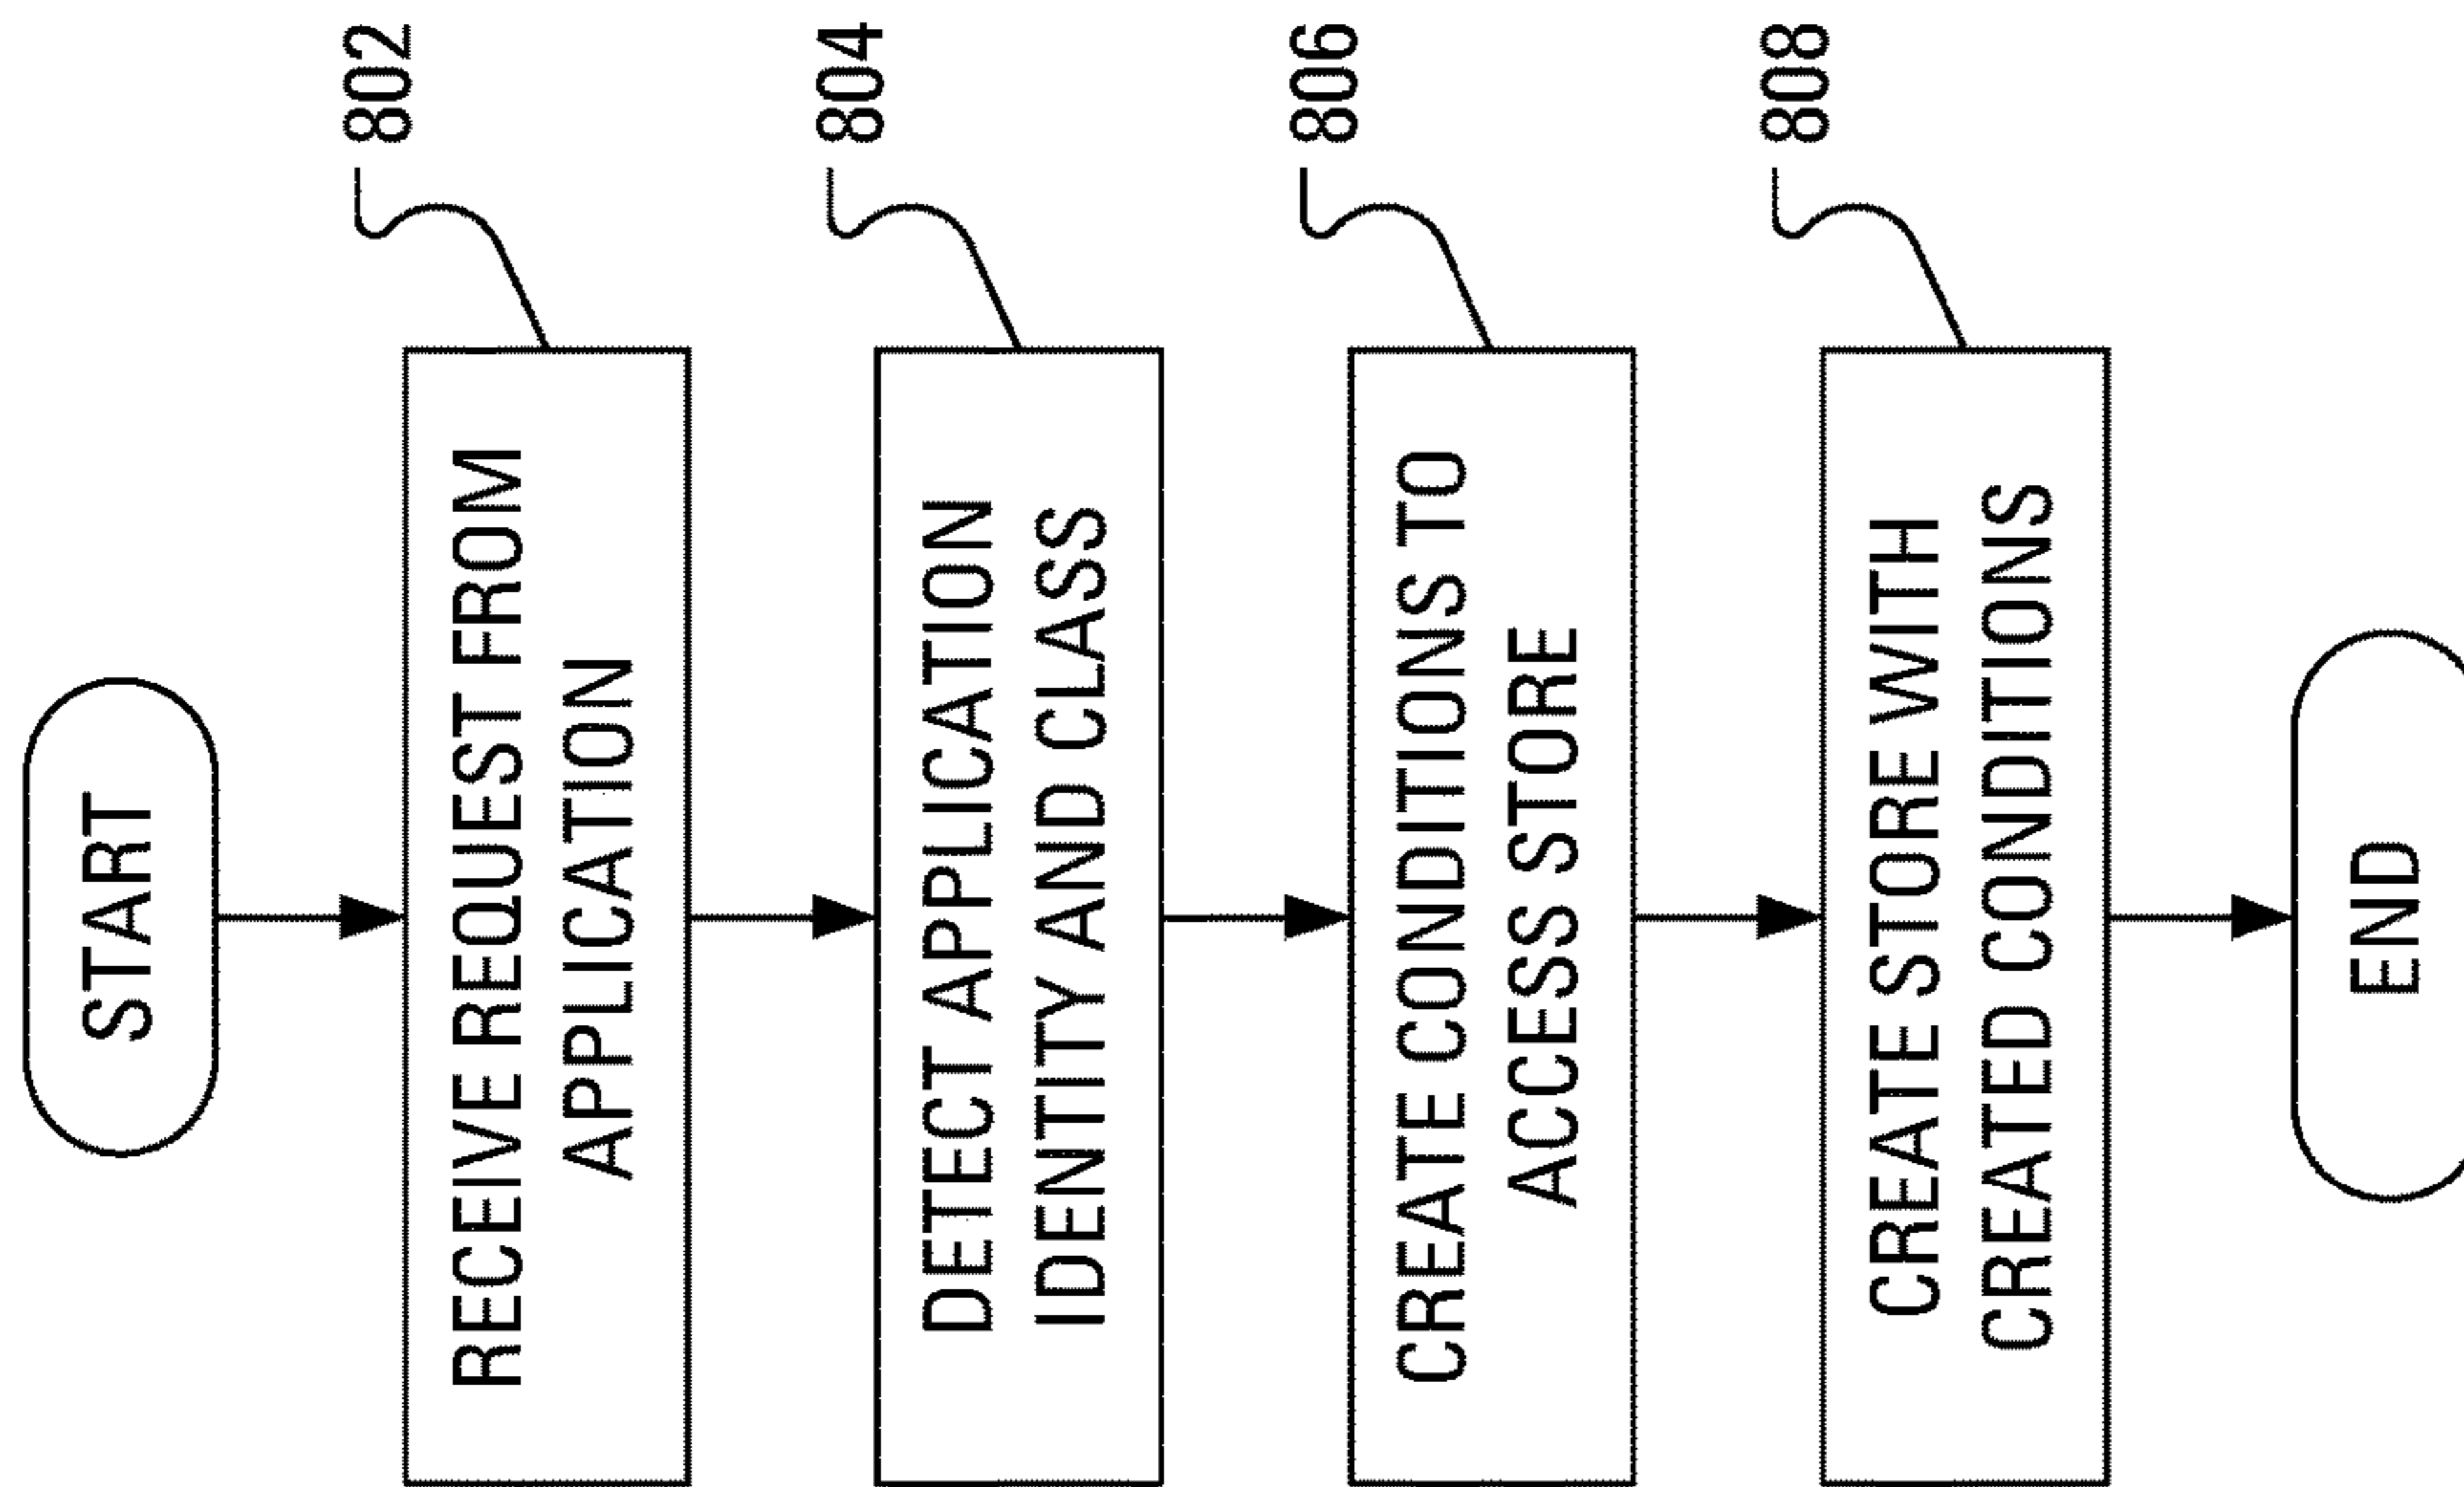 START
802
RECEIVE REQUEST FROM
APPLICATION
804
DETECT APPLICATION
IDENTITY AND CLASS
806
CREATE CONDITIONS TO
ACCESS STORE
808
CREATE STORE WITH
CREATED CONDITIONS
END